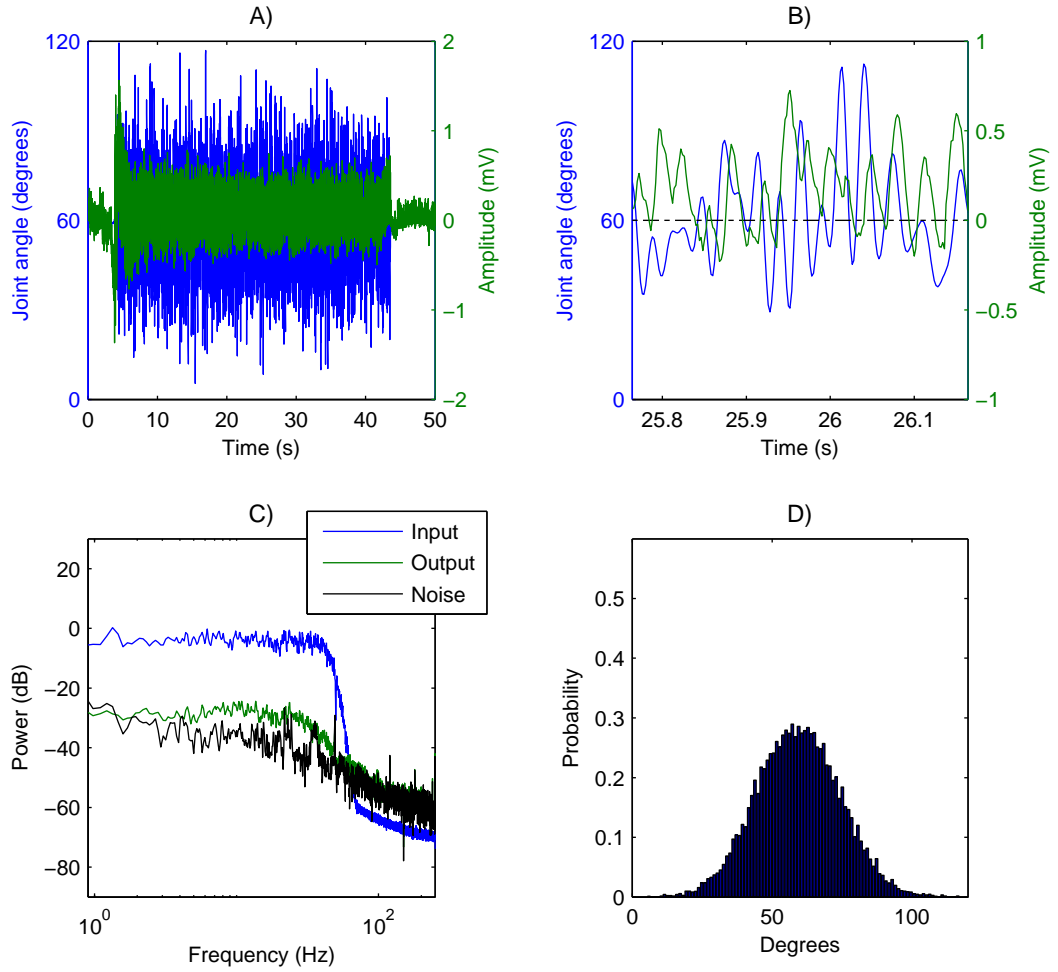 A)
120
60
0
Joint angle (degrees)
2
1
0
−1
−2
Amplitude (mV)
0 10 20 30 40 50
Time (s)
B)
120
60
0
Joint angle (degrees)
1
0.5
0
−0.5
−1
Amplitude (mV)
25.8 25.9 26 26.1
Time (s)
C)
Input
Output
Noise
20
0
−20
−40
−60
−80
Power (dB)
10^0 10^2
Frequency (Hz)
D)
0.5
0.4
0.3
0.2
0.1
0
Probability
0 50 100
Degrees